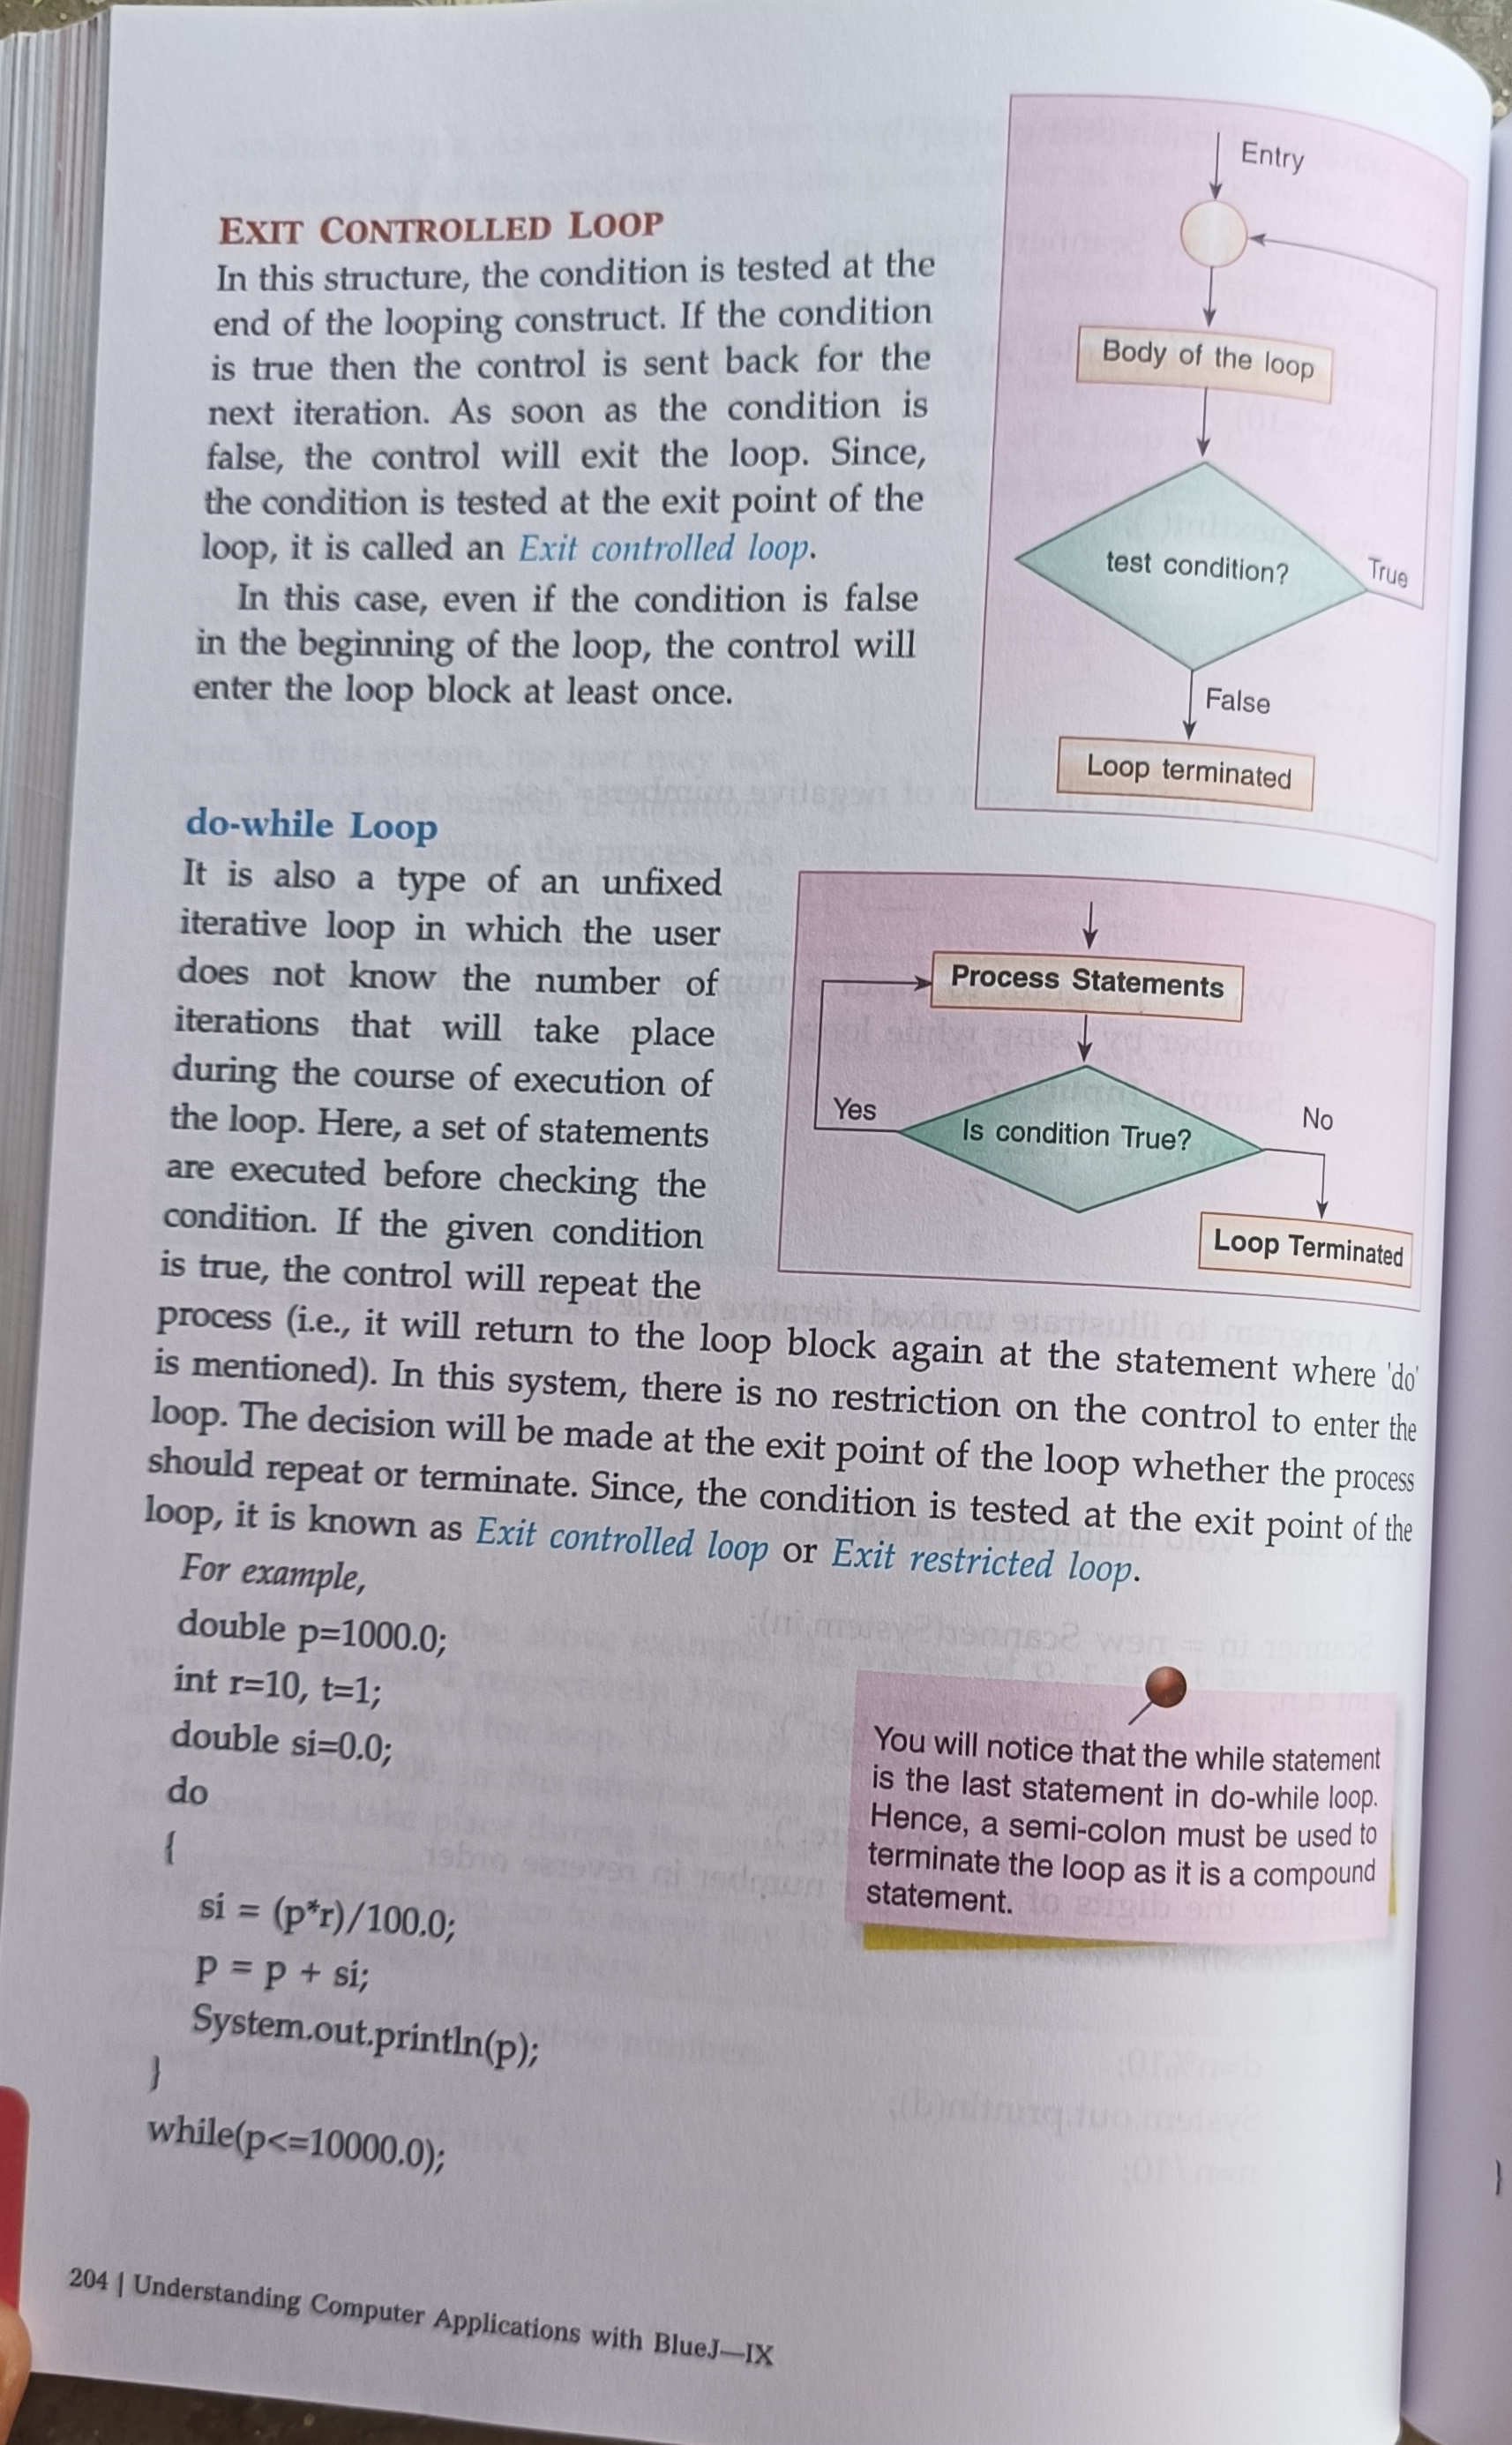 EXIT CONTROLLED LOOP
In this structure, the condition is tested at the
end of the looping construct. If the condition
is true then the control is sent back for the
next iteration. As soon as the condition is
false, the control will exit the loop. Since,
the condition is tested at the exit point of the
loop, it is called an Exit controlled loop.
In this case, even if the condition is false
in the beginning of the loop, the control will
enter the loop block at least once.
Entry
Body of the loop
test condition?
True
False
Loop terminated
do-while Loop
It is also a type of an unfixed
iterative loop in which the user
does not know the number of
iterations that will take place
during the course of execution of
the loop. Here, a set of statements
are executed before checking the
condition. If the given condition
is true, the control will repeat the
process (i.e., it will return to the loop block again at the statement where 'do'
is mentioned). In this system, there is no restriction on the control to enter the
loop. The decision will be made at the exit point of the loop whether the process
should repeat or terminate. Since, the condition is tested at the exit point of the
loop, it is known as Exit controlled loop or Exit restricted loop.
Process Statements
Yes
Is condition True?
No
Loop Terminated
For example,
double p=1000.0;
int r=10, t=1;
double si=0.0;
do
{
si = (p*r)/100.0;
p = p + si;
System.out.println(p);
}
while(p<=10000.0);
You will notice that the while statement
is the last statement in do-while loop.
Hence, a semi-colon must be used to
terminate the loop as it is a compound
statement.
204 | Understanding Computer Applications with BlueJ—IX
}